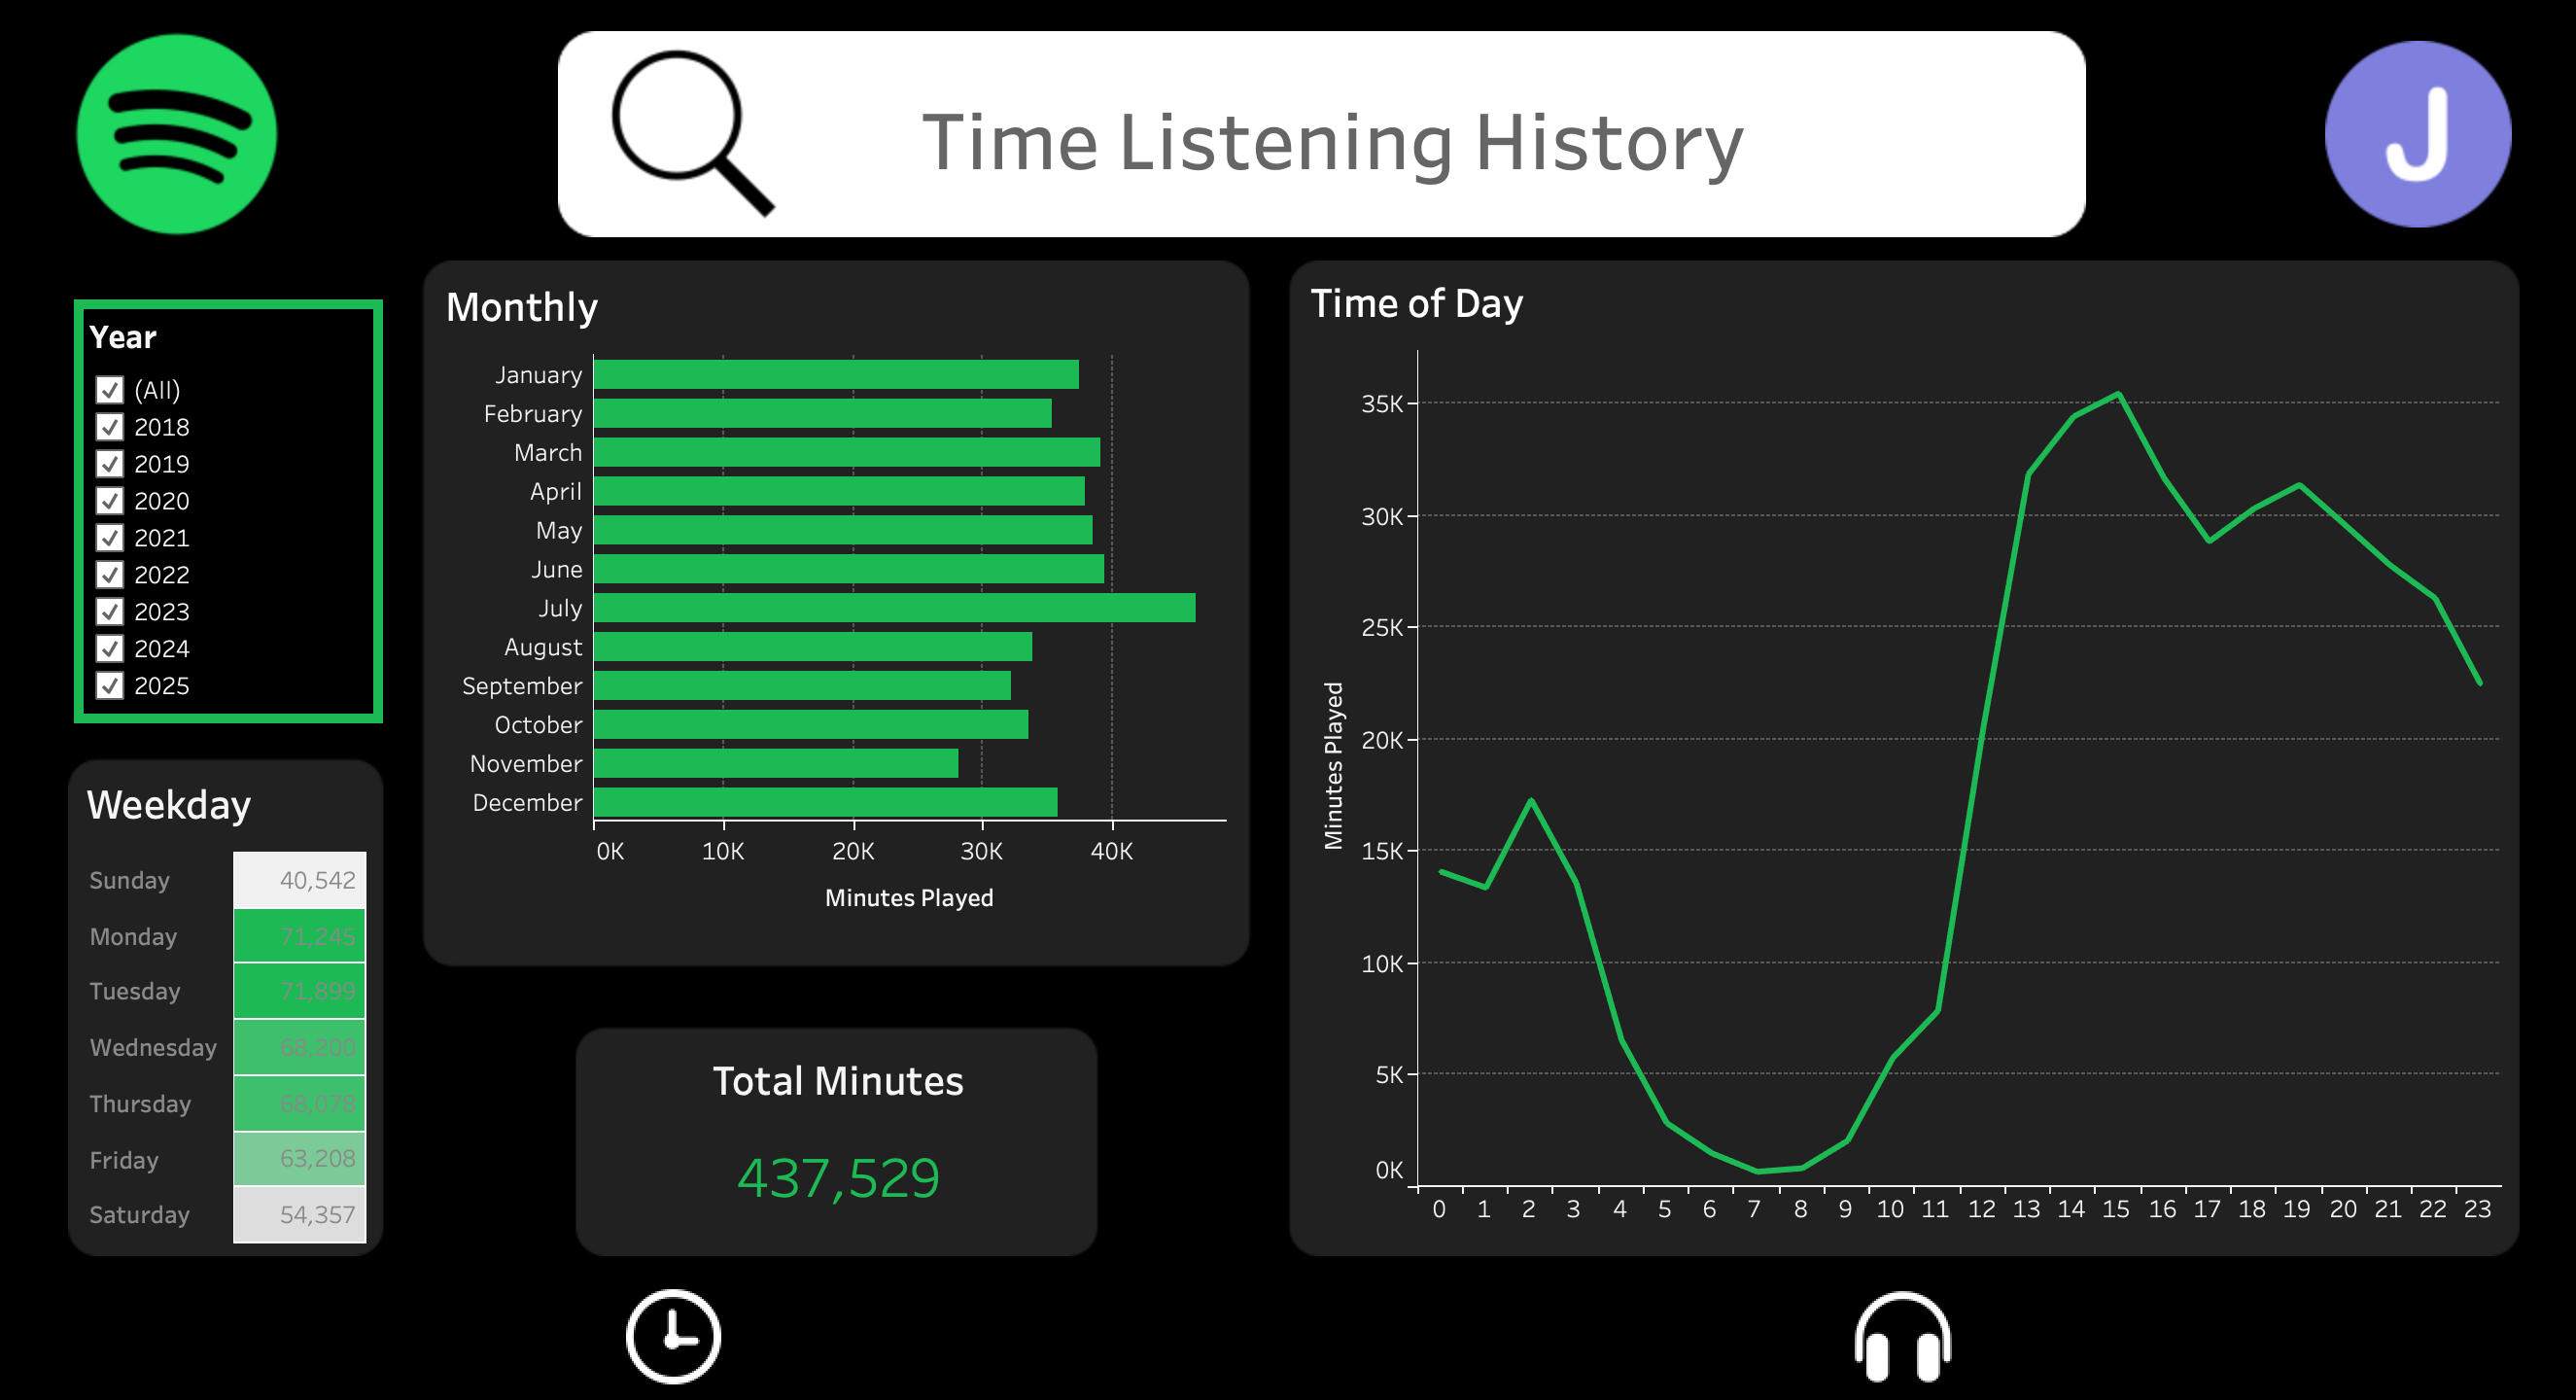 Time Listening History
J
Year
(All)
2018
2019
2020
2021
2022
2023
2024
2025
Weekday
Sunday 40,542
Monday 71,245
Tuesday 71,899
Wednesday 68,200
Thursday 68,078
Friday 63,208
Saturday 54,357
Monthly
January
February
March
April
May
June
July
August
September
October
November
December
0K 10K 20K 30K 40K
Minutes Played
Total Minutes
437,529
Time of Day
Minutes Played
35K
30K
25K
20K
15K
10K
5K
0K
0 1 2 3 4 5 6 7 8 9 10 11 12 13 14 15 16 17 18 19 20 21 22 23